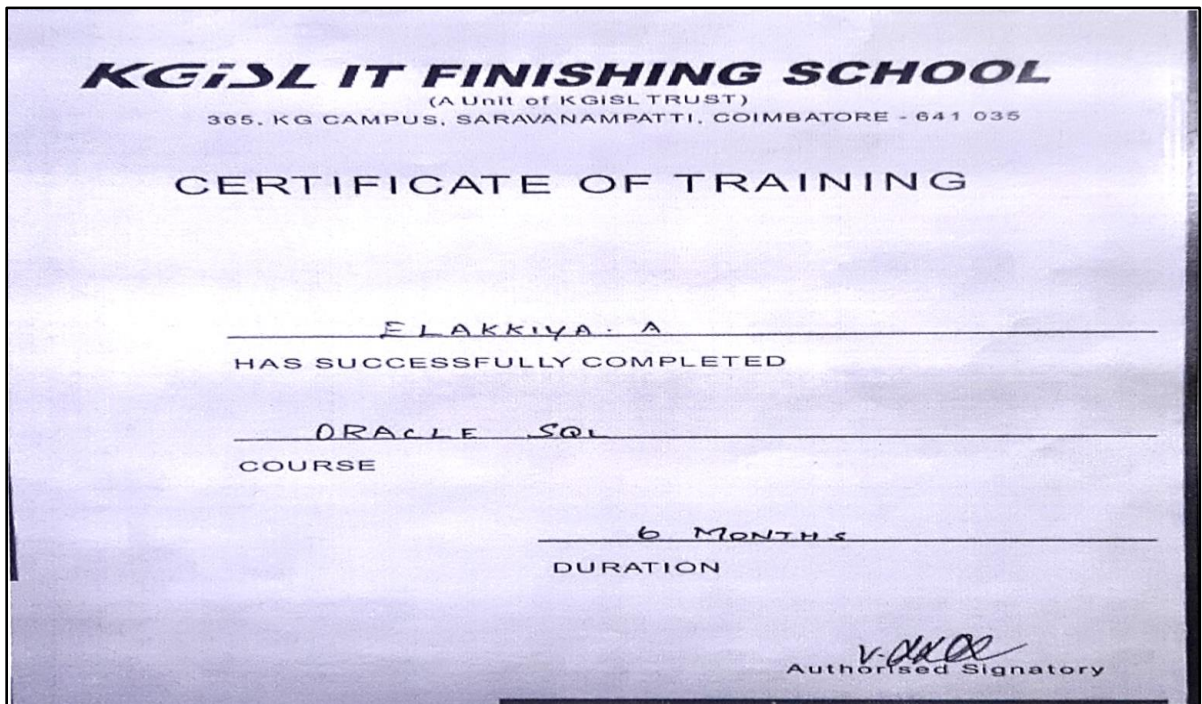 KGiSL IT FINISHING SCHOOL
(A Unit of KGISL TRUST)
365, KG CAMPUS, SARAVANAMPATTI, COIMBATORE - 641 035
CERTIFICATE OF TRAINING
ELAKKIYA. A
HAS SUCCESSFULLY COMPLETED
ORACLE SQL
COURSE
6 MONTHS
DURATION
Authorised Signatory